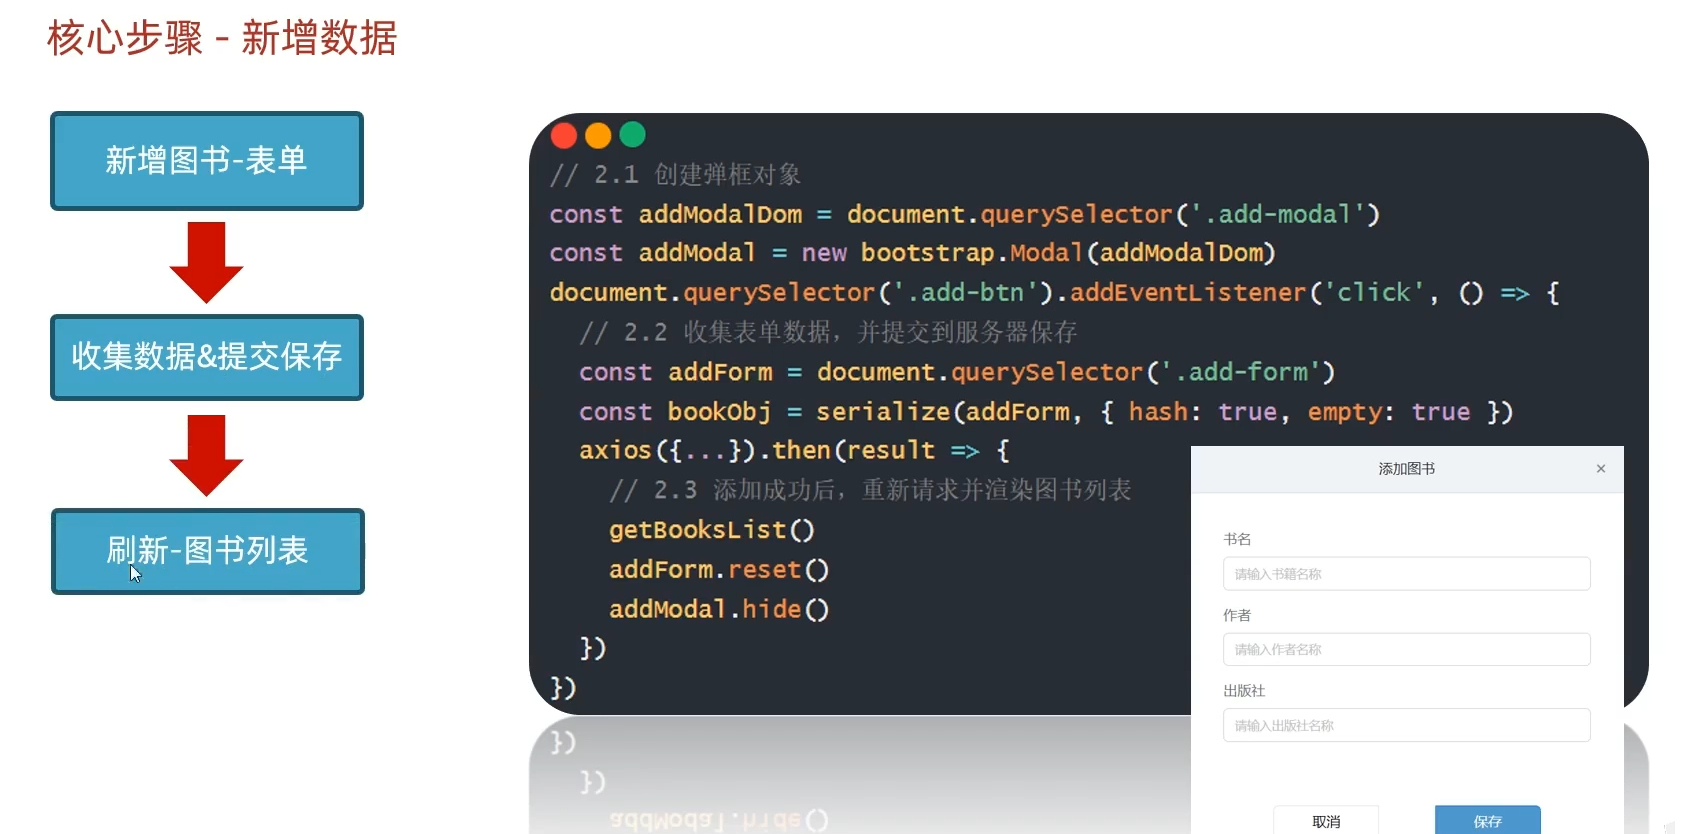 核心步骤 - 新增数据
新增图书-表单
收集数据&提交保存
刷新-图书列表
// 2.1 创建弹框对象
const addModalDom = document.querySelector('.add-modal')
const addModal = new bootstrap.Modal(addModalDom)
document.querySelector('.add-btn').addEventListener('click', () => {
// 2.2 收集表单数据，并提交到服务器保存
const addForm = document.querySelector('.add-form')
const bookObj = serialize(addForm, { hash: true, empty: true })
axios({...}).then(result => {
// 2.3 添加成功后，重新请求并渲染图书列表
getBooksList()
addForm.reset()
addModal.hide()
})
})
添加图书 ×
书名
请输入书籍名称
作者
请输入作者名称
出版社
请输入出版社名称
取消
保存